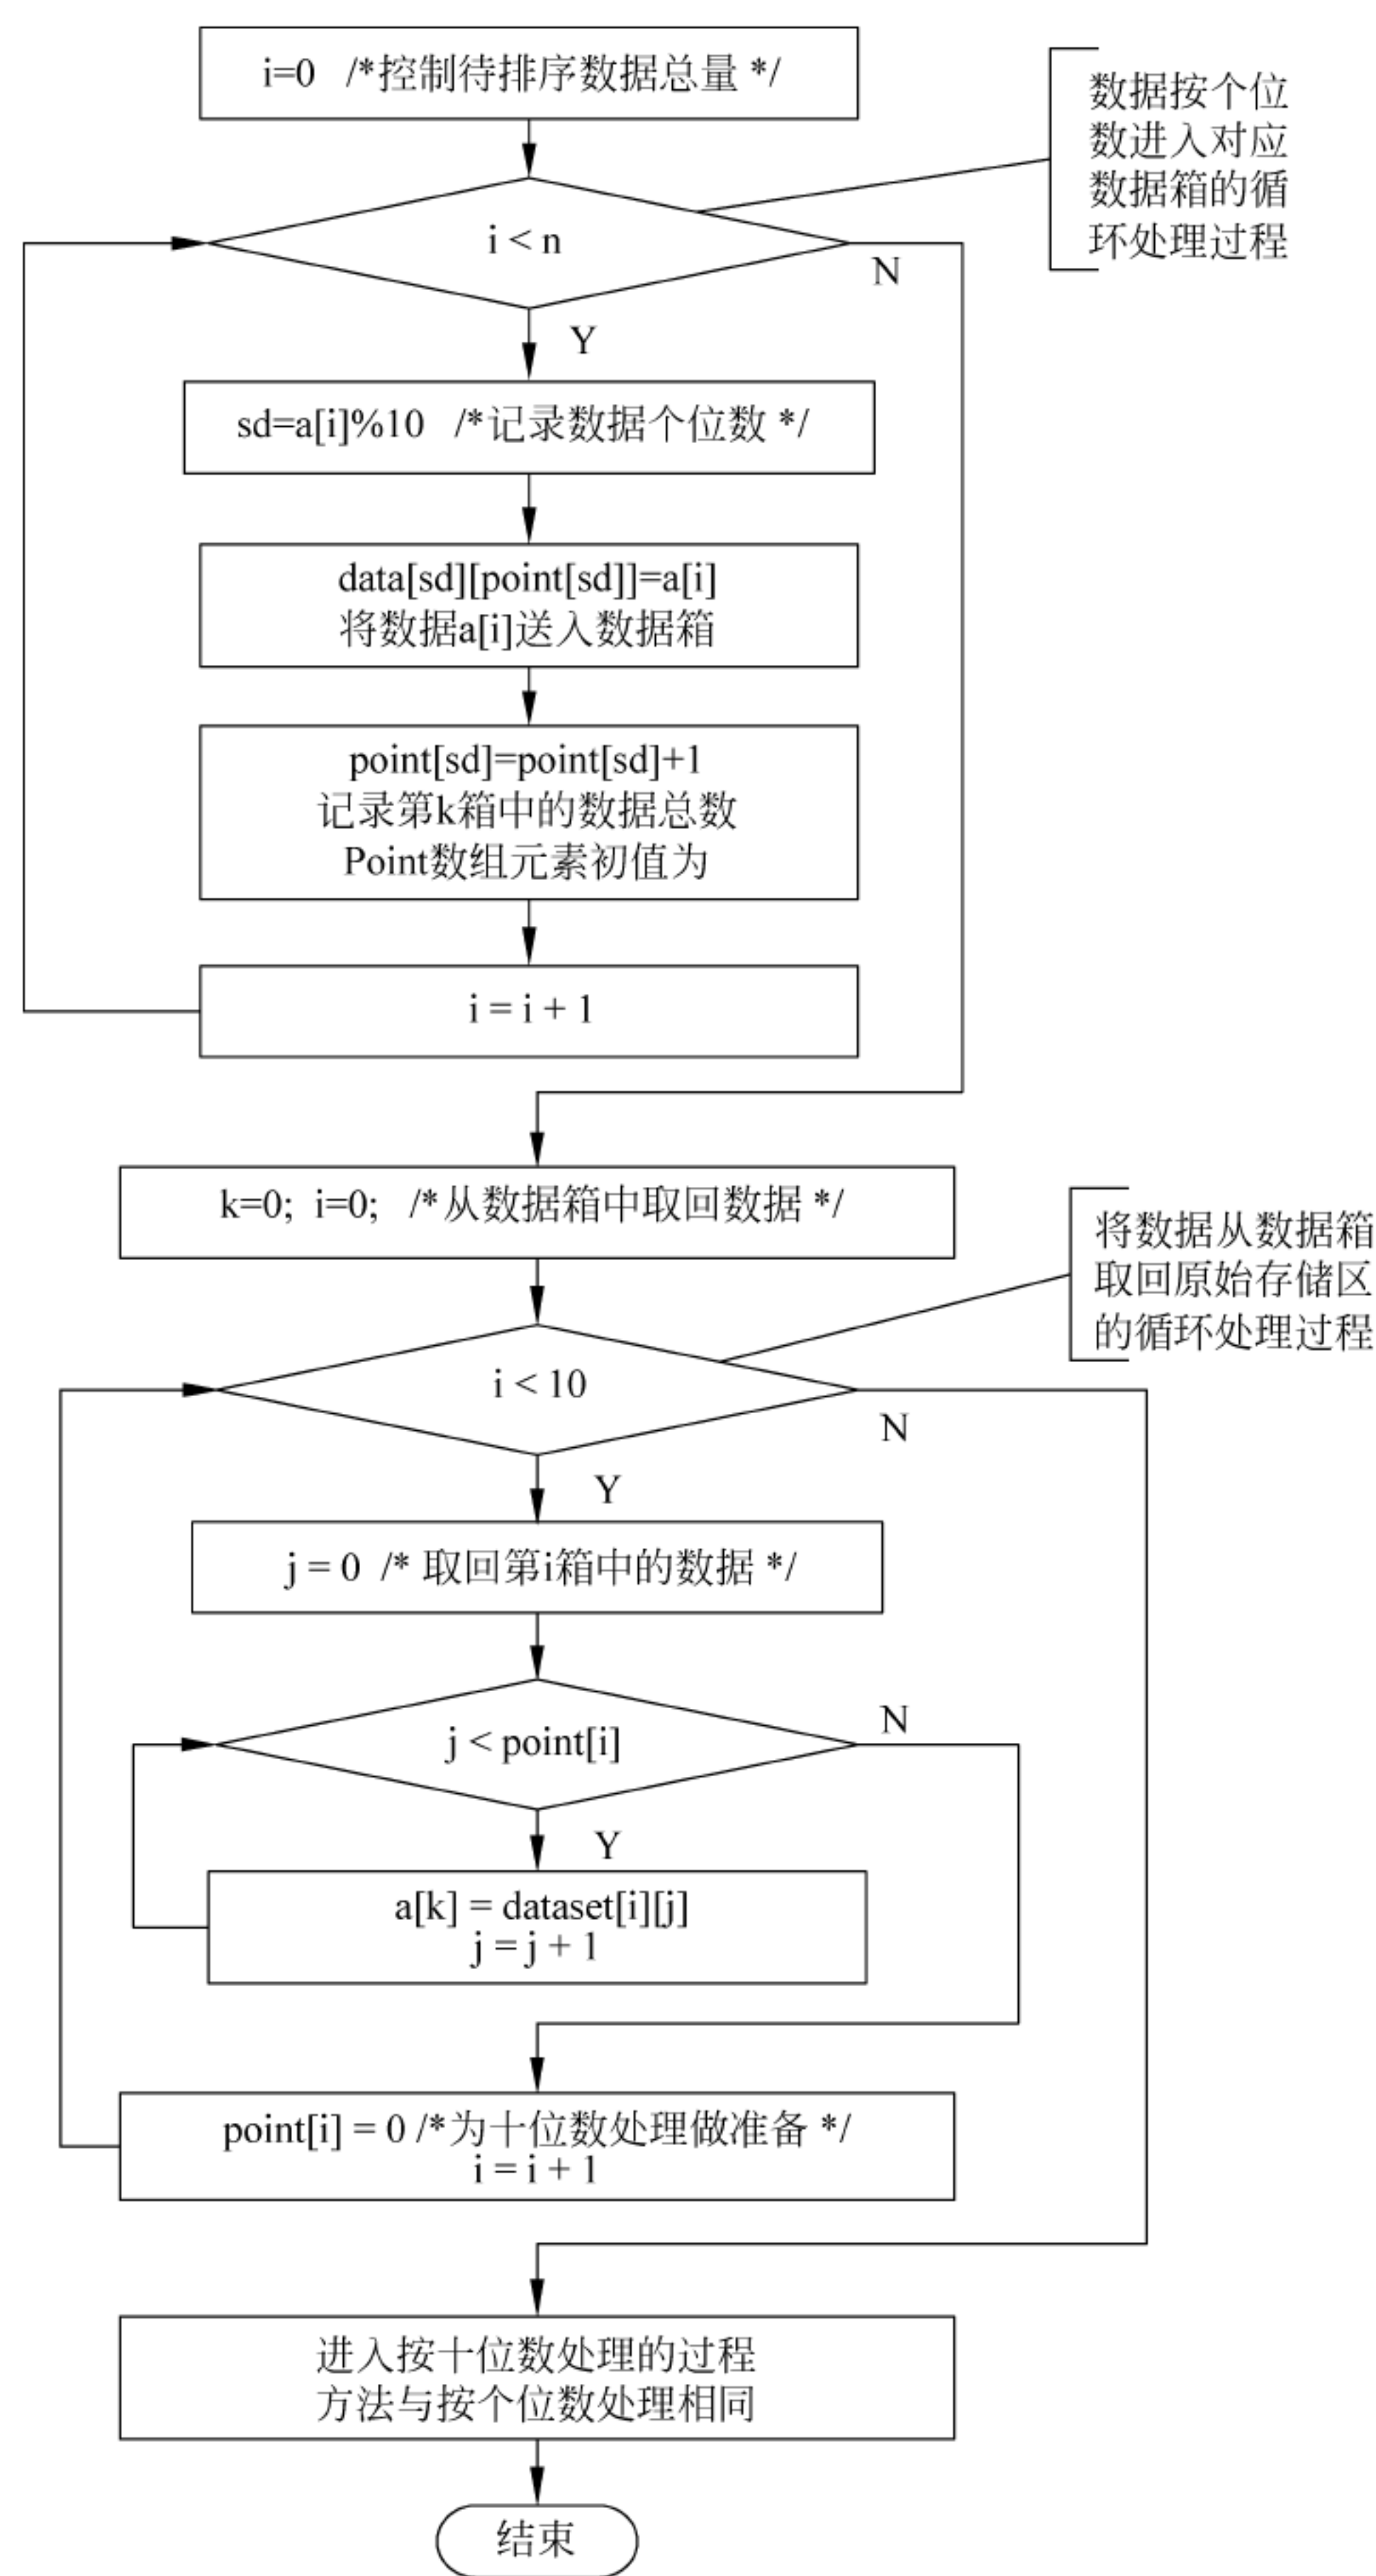 i=0 /*控制待排序数据总量 */
数据按个位
数进入对应
数据箱的循
环处理过程
i < n
N
Y
sd=a[i]%10 /*记录数据个位数 */
data[sd][point[sd]]=a[i]
将数据a[i]送入数据箱
point[sd]=point[sd]+1
记录第k箱中的数据总数
Point数组元素初值为
i = i + 1
k=0; i=0; /*从数据箱中取回数据 */
将数据从数据箱
取回原始存储区
的循环处理过程
i < 10
N
Y
j = 0 /* 取回第i箱中的数据 */
j < point[i]
N
Y
a[k] = dataset[i][j]
j = j + 1
point[i] = 0 /*为十位数处理做准备 */
i = i + 1
进入按十位数处理的过程
方法与按个位数处理相同
结束